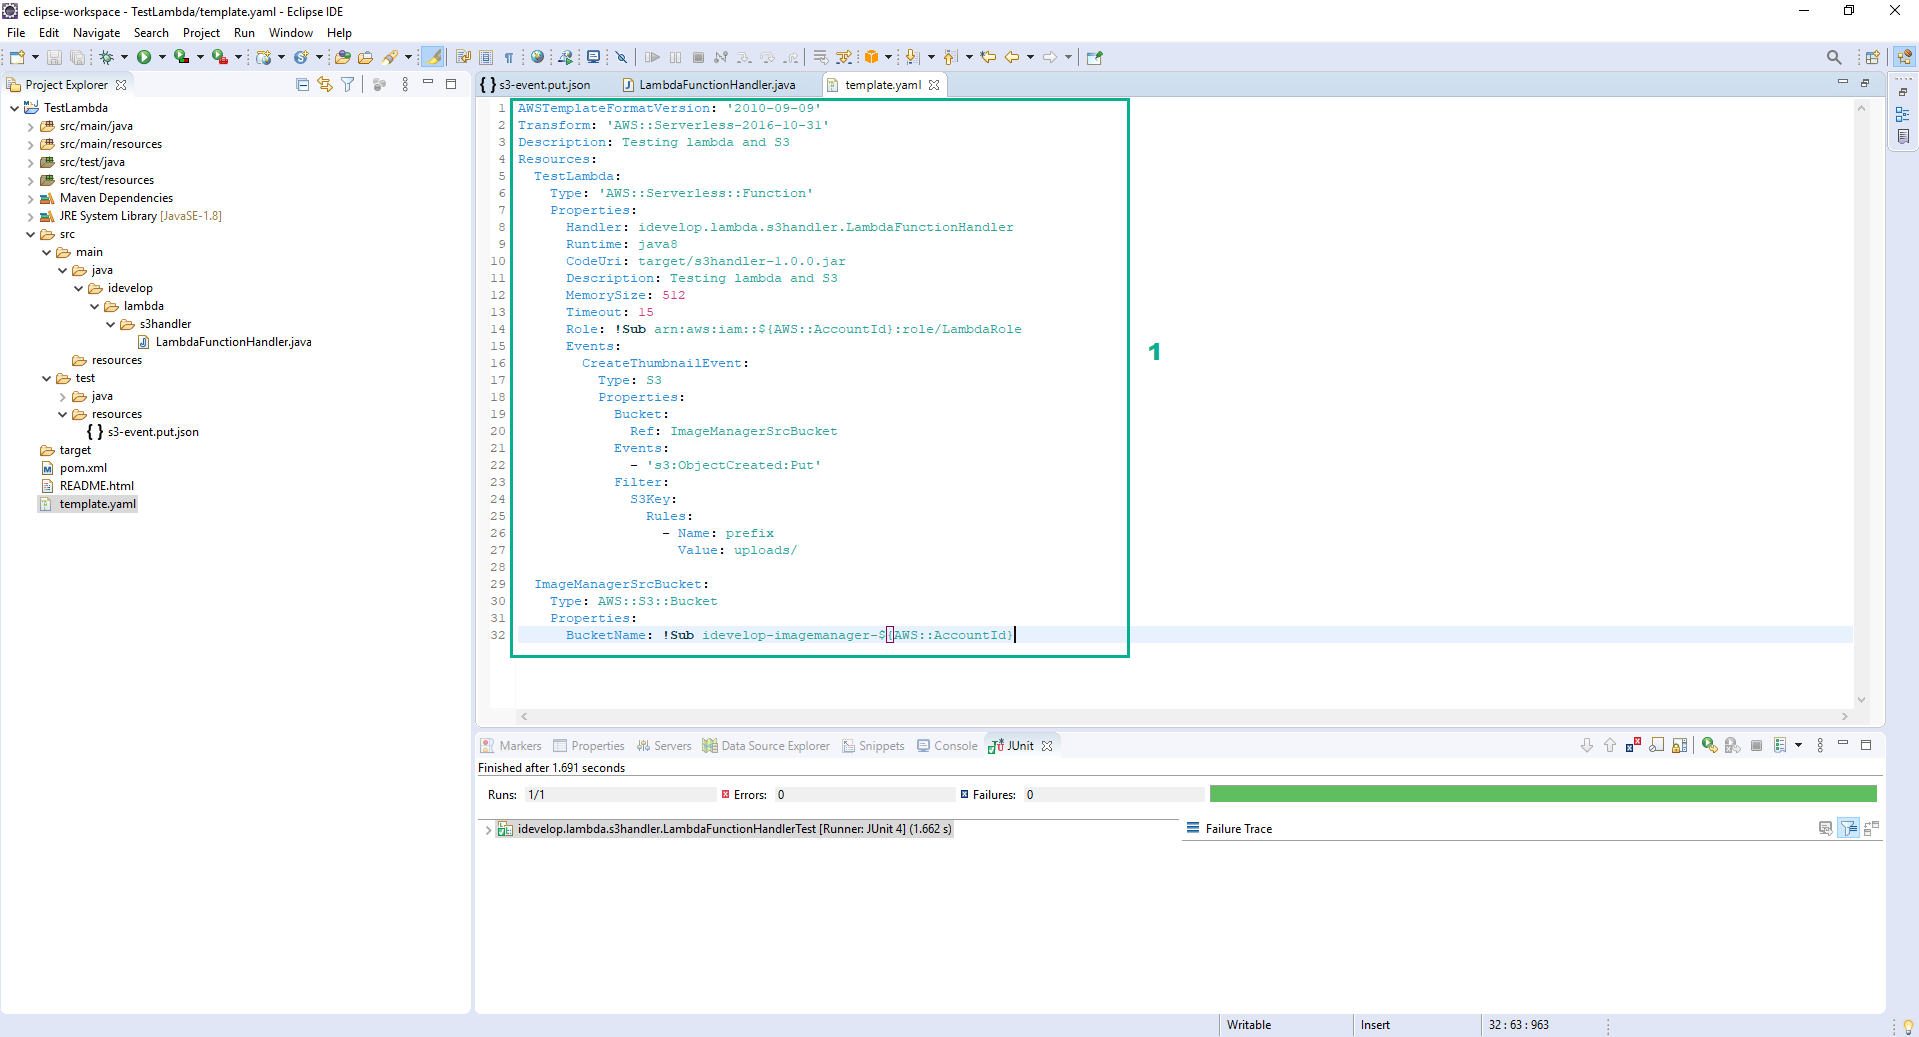 eclipse-workspace - TestLambda/template.yaml - Eclipse IDE
File Edit Navigate Search Project Run Window Help
Project Explorer
TestLambda
src/main/java
src/main/resources
src/test/java
src/test/resources
Maven Dependencies
JRE System Library [JavaSE-1.8]
src
main
java
idevelop
lambda
s3handler
LambdaFunctionHandler.java
resources
test
java
resources
{ } s3-event.put.json
target
pom.xml
README.html
template.yaml
{ } s3-event.put.json LambdaFunctionHandler.java template.yaml
1 AWSTemplateFormatVersion: '2010-09-09'
2 Transform: 'AWS::Serverless-2016-10-31'
3 Description: Testing lambda and S3
4 Resources:
5   TestLambda:
6     Type: 'AWS::Serverless::Function'
7     Properties:
8       Handler: idevelop.lambda.s3handler.LambdaFunctionHandler
9       Runtime: java8
10       CodeUri: target/s3handler-1.0.0.jar
11       Description: Testing lambda and S3
12       MemorySize: 512
13       Timeout: 15
14       Role: !Sub arn:aws:iam::${AWS::AccountId}:role/LambdaRole
15       Events:
16         CreateThumbnailEvent:
17           Type: S3
18           Properties:
19             Bucket:
20               Ref: ImageManagerSrcBucket
21             Events:
22               - 's3:ObjectCreated:Put'
23             Filter:
24               S3Key:
25                 Rules:
26                   - Name: prefix
27                     Value: uploads/
28
29   ImageManagerSrcBucket:
30     Type: AWS::S3::Bucket
31     Properties:
32       BucketName: !Sub idevelop-imagemanager-${AWS::AccountId}
1
Markers Properties Servers Data Source Explorer Snippets Console JUnit
Finished after 1.691 seconds
Runs: 1/1 Errors: 0 Failures: 0
idevelop.lambda.s3handler.LambdaFunctionHandlerTest [Runner: JUnit 4] (1.662 s)
Failure Trace
Writable Insert 32 : 63 : 963